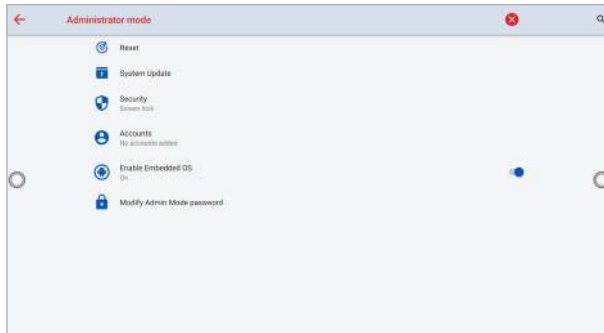 Administrator mode
Reset
System Update
Security
Screen lock
Accounts
No accounts added
Enable Embedded OS
On
Modify Admin Mode password